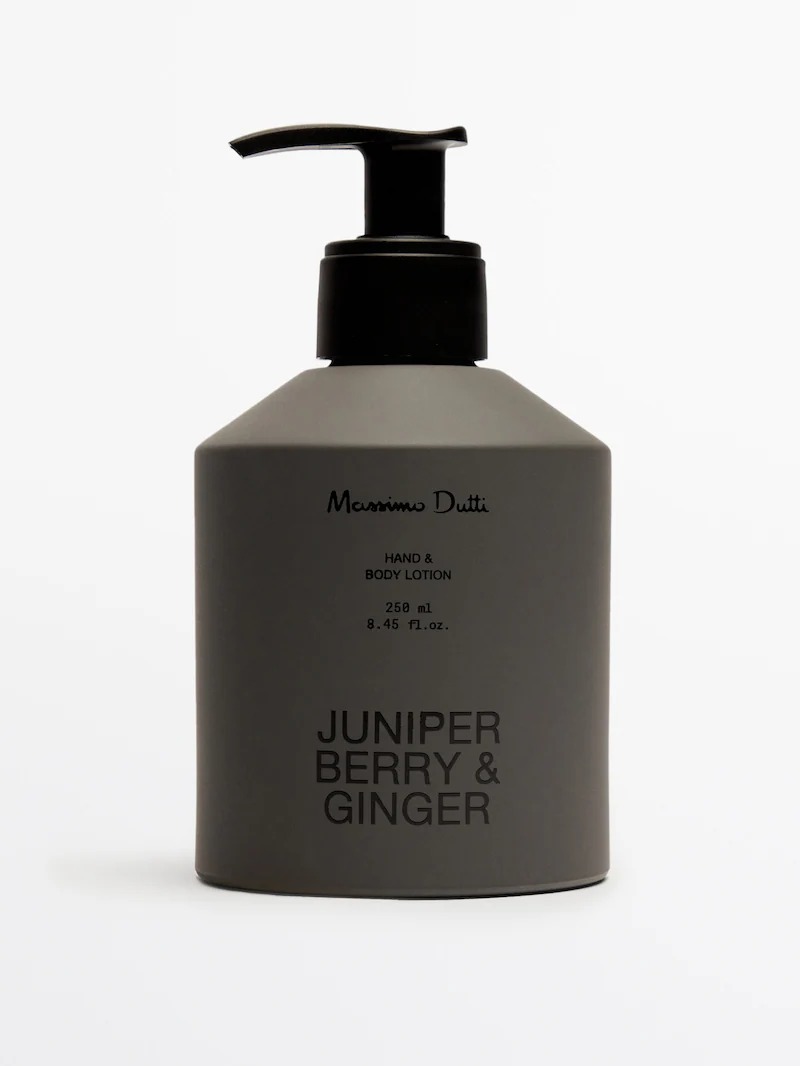 Massimo Dutti
HAND &
BODY LOTION
250 ml
8.45 fl.oz.
JUNIPER
BERRY &
GINGER